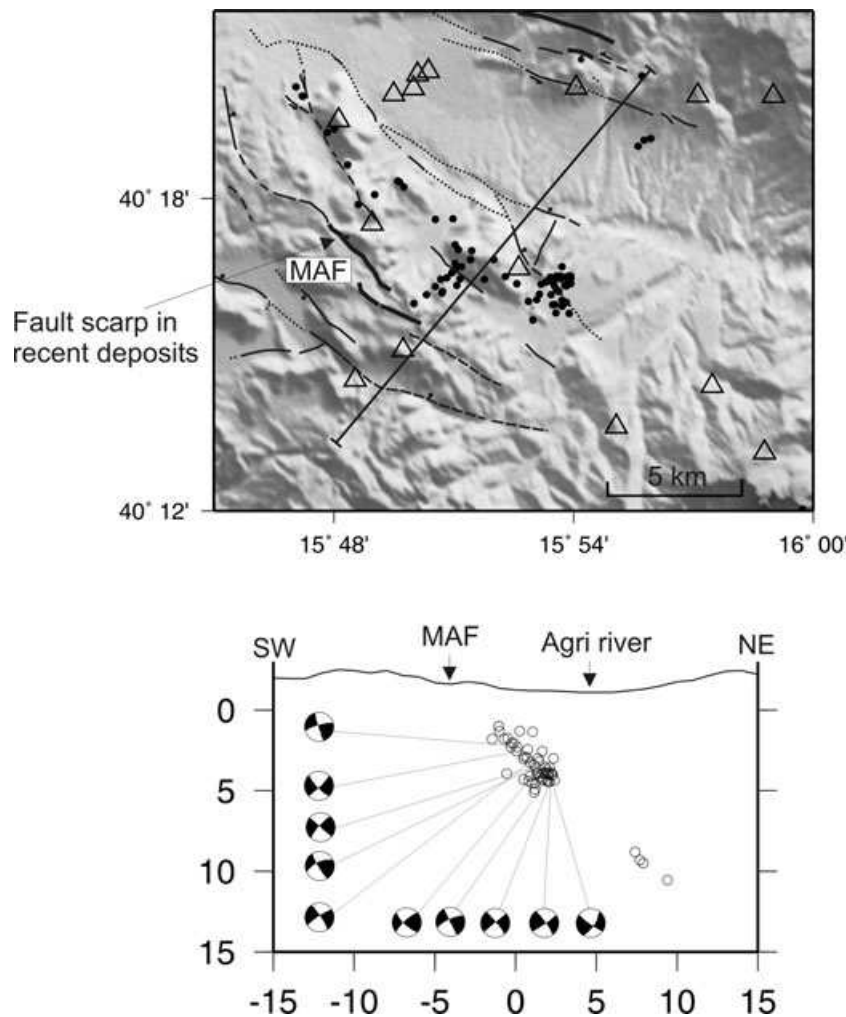 40° 18'
MAF
Fault scarp in
recent deposits
5 km
40° 12'
15° 48'
15° 54'
16° 00'
SW
MAF
Agri river
NE
0
5
10
15
-15
-10
-5
0
5
10
15